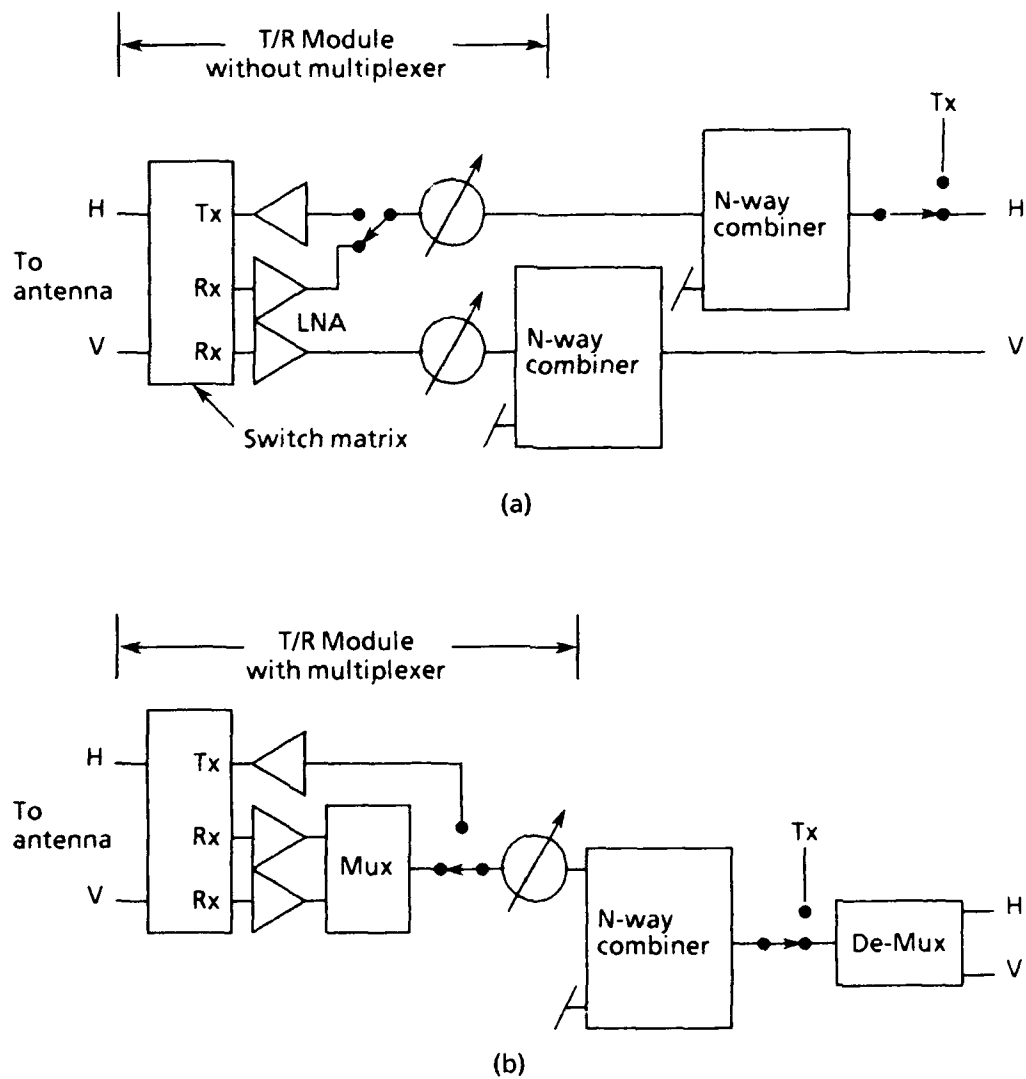 T/R Module
without multiplexer
Tx
H
Tx
N-way
combiner
H
To
antenna
Rx
LNA
N-way
combiner
V
Rx
V
Switch matrix
(a)
T/R Module
with multiplexer
H
Tx
To
antenna
Rx
Mux
Tx
V
Rx
N-way
combiner
De-Mux
H
V
(b)